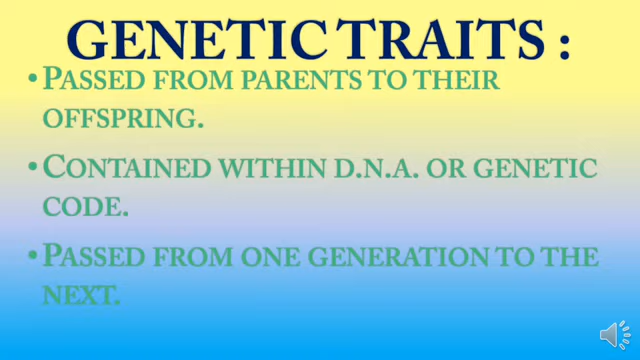 GENETIC TRAITS :
• PASSED FROM PARENTS TO THEIR
OFFSPRING.
• CONTAINED WITHIN D.N.A. OR GENETIC
CODE.
• PASSED FROM ONE GENERATION TO THE
NEXT.